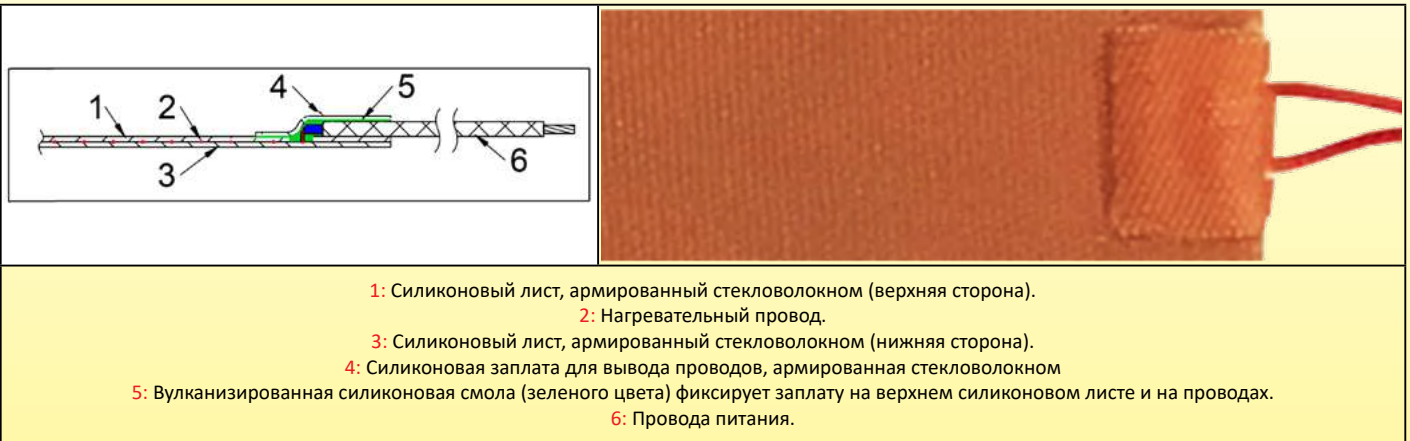 1
2
3
4
5
6
1: Силиконовый лист, армированный стекловолокном (верхняя сторона).
2: Нагревательный провод.
3: Силиконовый лист, армированный стекловолокном (нижняя сторона).
4: Силиконовая заплата для вывода проводов, армированная стекловолокном
5: Вулканизированная силиконовая смола (зеленого цвета) фиксирует заплату на верхнем силиконовом листе и на проводах.
6: Провода питания.